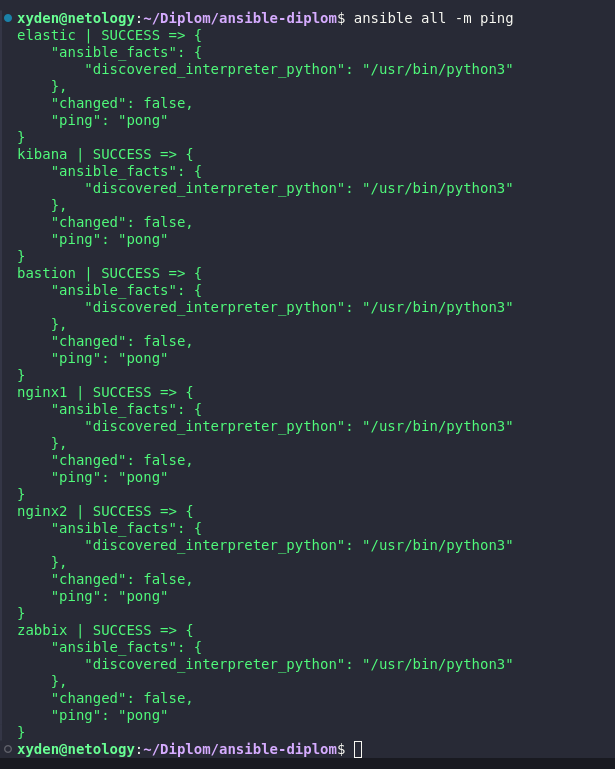 xyden@netology:~/Diplom/ansible-diplom$ ansible all -m ping
elastic | SUCCESS => {
    "ansible_facts": {
        "discovered_interpreter_python": "/usr/bin/python3"
    },
    "changed": false,
    "ping": "pong"
}
kibana | SUCCESS => {
    "ansible_facts": {
        "discovered_interpreter_python": "/usr/bin/python3"
    },
    "changed": false,
    "ping": "pong"
}
bastion | SUCCESS => {
    "ansible_facts": {
        "discovered_interpreter_python": "/usr/bin/python3"
    },
    "changed": false,
    "ping": "pong"
}
nginx1 | SUCCESS => {
    "ansible_facts": {
        "discovered_interpreter_python": "/usr/bin/python3"
    },
    "changed": false,
    "ping": "pong"
}
nginx2 | SUCCESS => {
    "ansible_facts": {
        "discovered_interpreter_python": "/usr/bin/python3"
    },
    "changed": false,
    "ping": "pong"
}
zabbix | SUCCESS => {
    "ansible_facts": {
        "discovered_interpreter_python": "/usr/bin/python3"
    },
    "changed": false,
    "ping": "pong"
}
xyden@netology:~/Diplom/ansible-diplom$